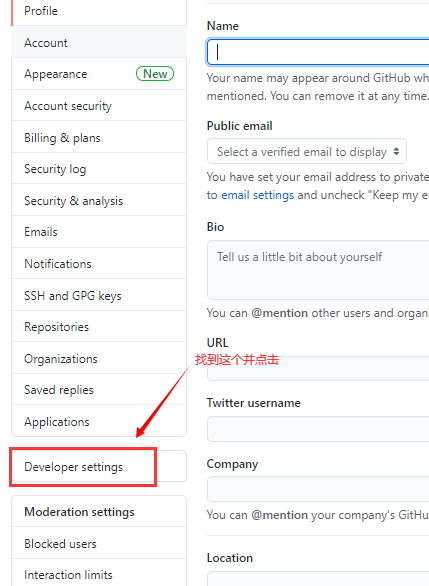 Profile
Account
Appearance New
Account security
Billing & plans
Security log
Security & analysis
Emails
Notifications
SSH and GPG keys
Repositories
Organizations
Saved replies
Applications
Developer settings
Moderation settings
Blocked users
Interaction limits
Name
Your name may appear around GitHub wh
mentioned. You can remove it at any time.
Public email
Select a verified email to display
You have set your email address to private
to email settings and uncheck "Keep my e
Bio
Tell us a little bit about yourself
You can @mention other users and organ
URL
找到这个并点击
Twitter username
Company
You can @mention your company's GitHu
Location